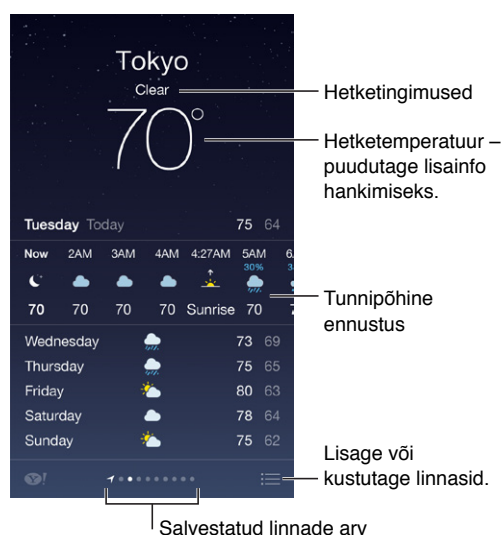 Tokyo
Clear
70°
Hetketingimused
Hetketemperatuur –
puudutage lisainfo
hankimiseks.
Tuesday Today 75 64
Now 2AM 3AM 4AM 4:27AM 5AM
30%
70 70 70 70 Sunrise 70
Tunnipõhine
ennustus
Wednesday 73 69
Thursday 75 65
Friday 80 63
Saturday 78 64
Sunday 75 62
Y!
Lisage või
kustutage linnasid.
Salvestatud linnade arv